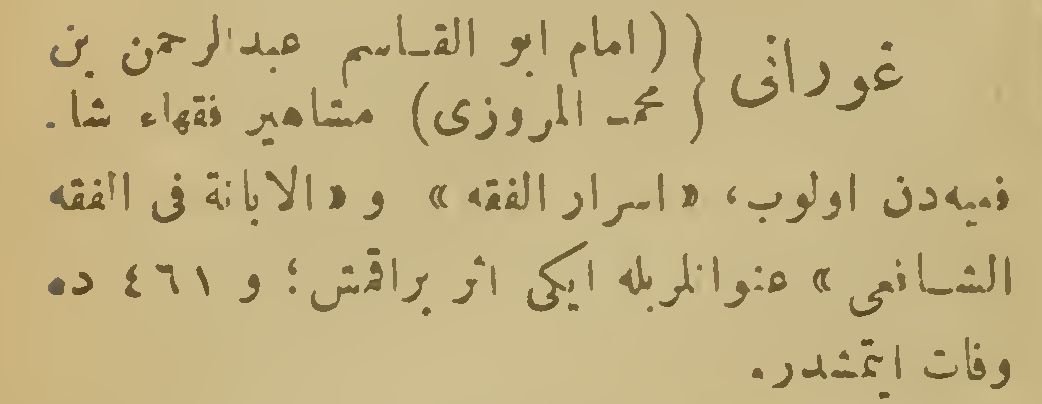 غورانی { (امام ابو القاسم عبدالرحمن بن
محمد المروزی) مشاهیر فقهاء شا-
فعیه‌دن اولوب، «اسرار الفقه» و «الابانة فی الفقه
الشافعی» عنوانلریله ایکی اثر براقمش؛ و ٤٦١ ده
وفات ایتمشدر.